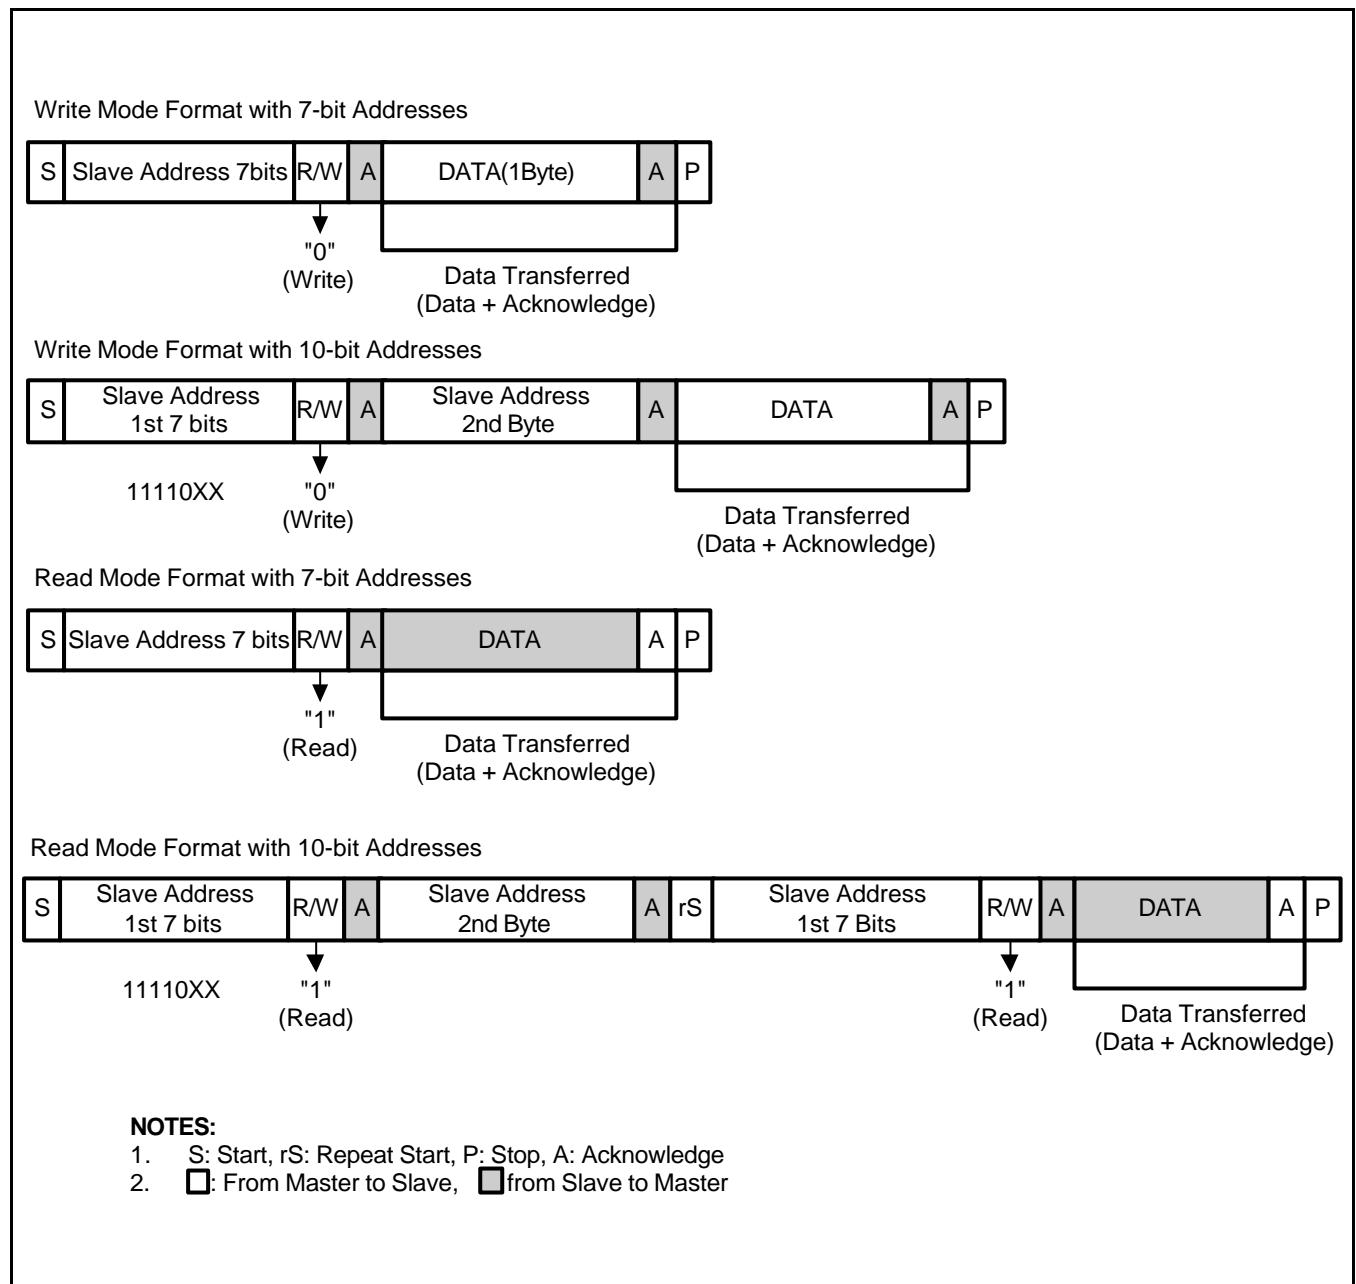 Write Mode Format with 7-bit Addresses
S Slave Address 7bits R/W A DATA(1Byte) A P
"0"
(Write)
Data Transferred
(Data + Acknowledge)
Write Mode Format with 10-bit Addresses
S Slave Address 1st 7 bits R/W A Slave Address 2nd Byte A DATA A P
11110XX "0"
(Write)
Data Transferred
(Data + Acknowledge)
Read Mode Format with 7-bit Addresses
S Slave Address 7 bits R/W A DATA A P
"1"
(Read)
Data Transferred
(Data + Acknowledge)
Read Mode Format with 10-bit Addresses
S Slave Address 1st 7 bits R/W A Slave Address 2nd Byte A rS Slave Address 1st 7 Bits R/W A DATA A P
11110XX "1" "1"
(Read) (Read)
Data Transferred
(Data + Acknowledge)
NOTES:
1. S: Start, rS: Repeat Start, P: Stop, A: Acknowledge
2. : From Master to Slave, from Slave to Master